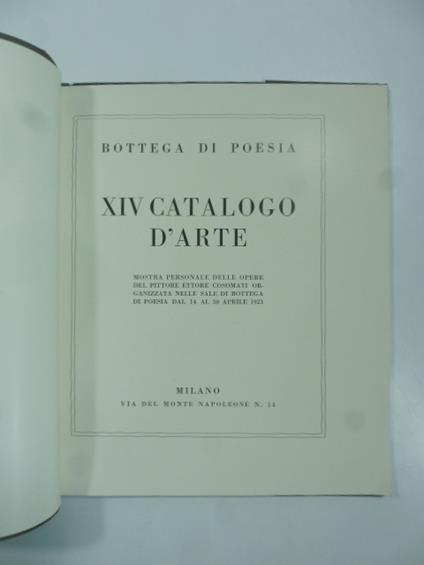 BOTTEGA DI POESIA
XIV CATALOGO
D'ARTE
MOSTRA PERSONALE DELLE OPERE
DEL PITTORE ETTORE COSOMATI OR-
GANIZZATA NELLE SALE DI BOTTEGA
DI POESIA DAL 14 AL 30 APRILE 1923
MILANO
VIA DEL MONTE NAPOLEONE N. 14